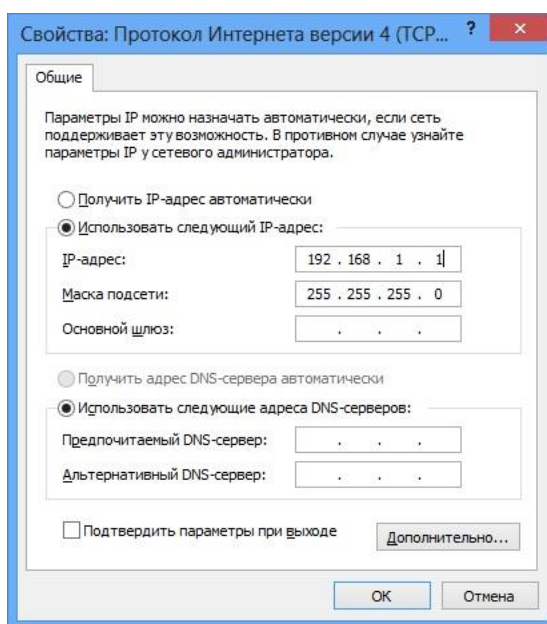 Свойства: Протокол Интернета версии 4 (TCP... ? ×
Общие
Параметры IP можно назначать автоматически, если сеть
поддерживает эту возможность. В противном случае узнайте
параметры IP у сетевого администратора.
Получить IP-адрес автоматически
Использовать следующий IP-адрес:
IP-адрес: 192 . 168 . 1 . 1
Маска подсети: 255 . 255 . 255 . 0
Основной шлюз: . . .
Получить адрес DNS-сервера автоматически
Использовать следующие адреса DNS-серверов:
Предпочитаемый DNS-сервер: . . .
Альтернативный DNS-сервер: . . .
Подтвердить параметры при выходе
Дополнительно...
ОК Отмена